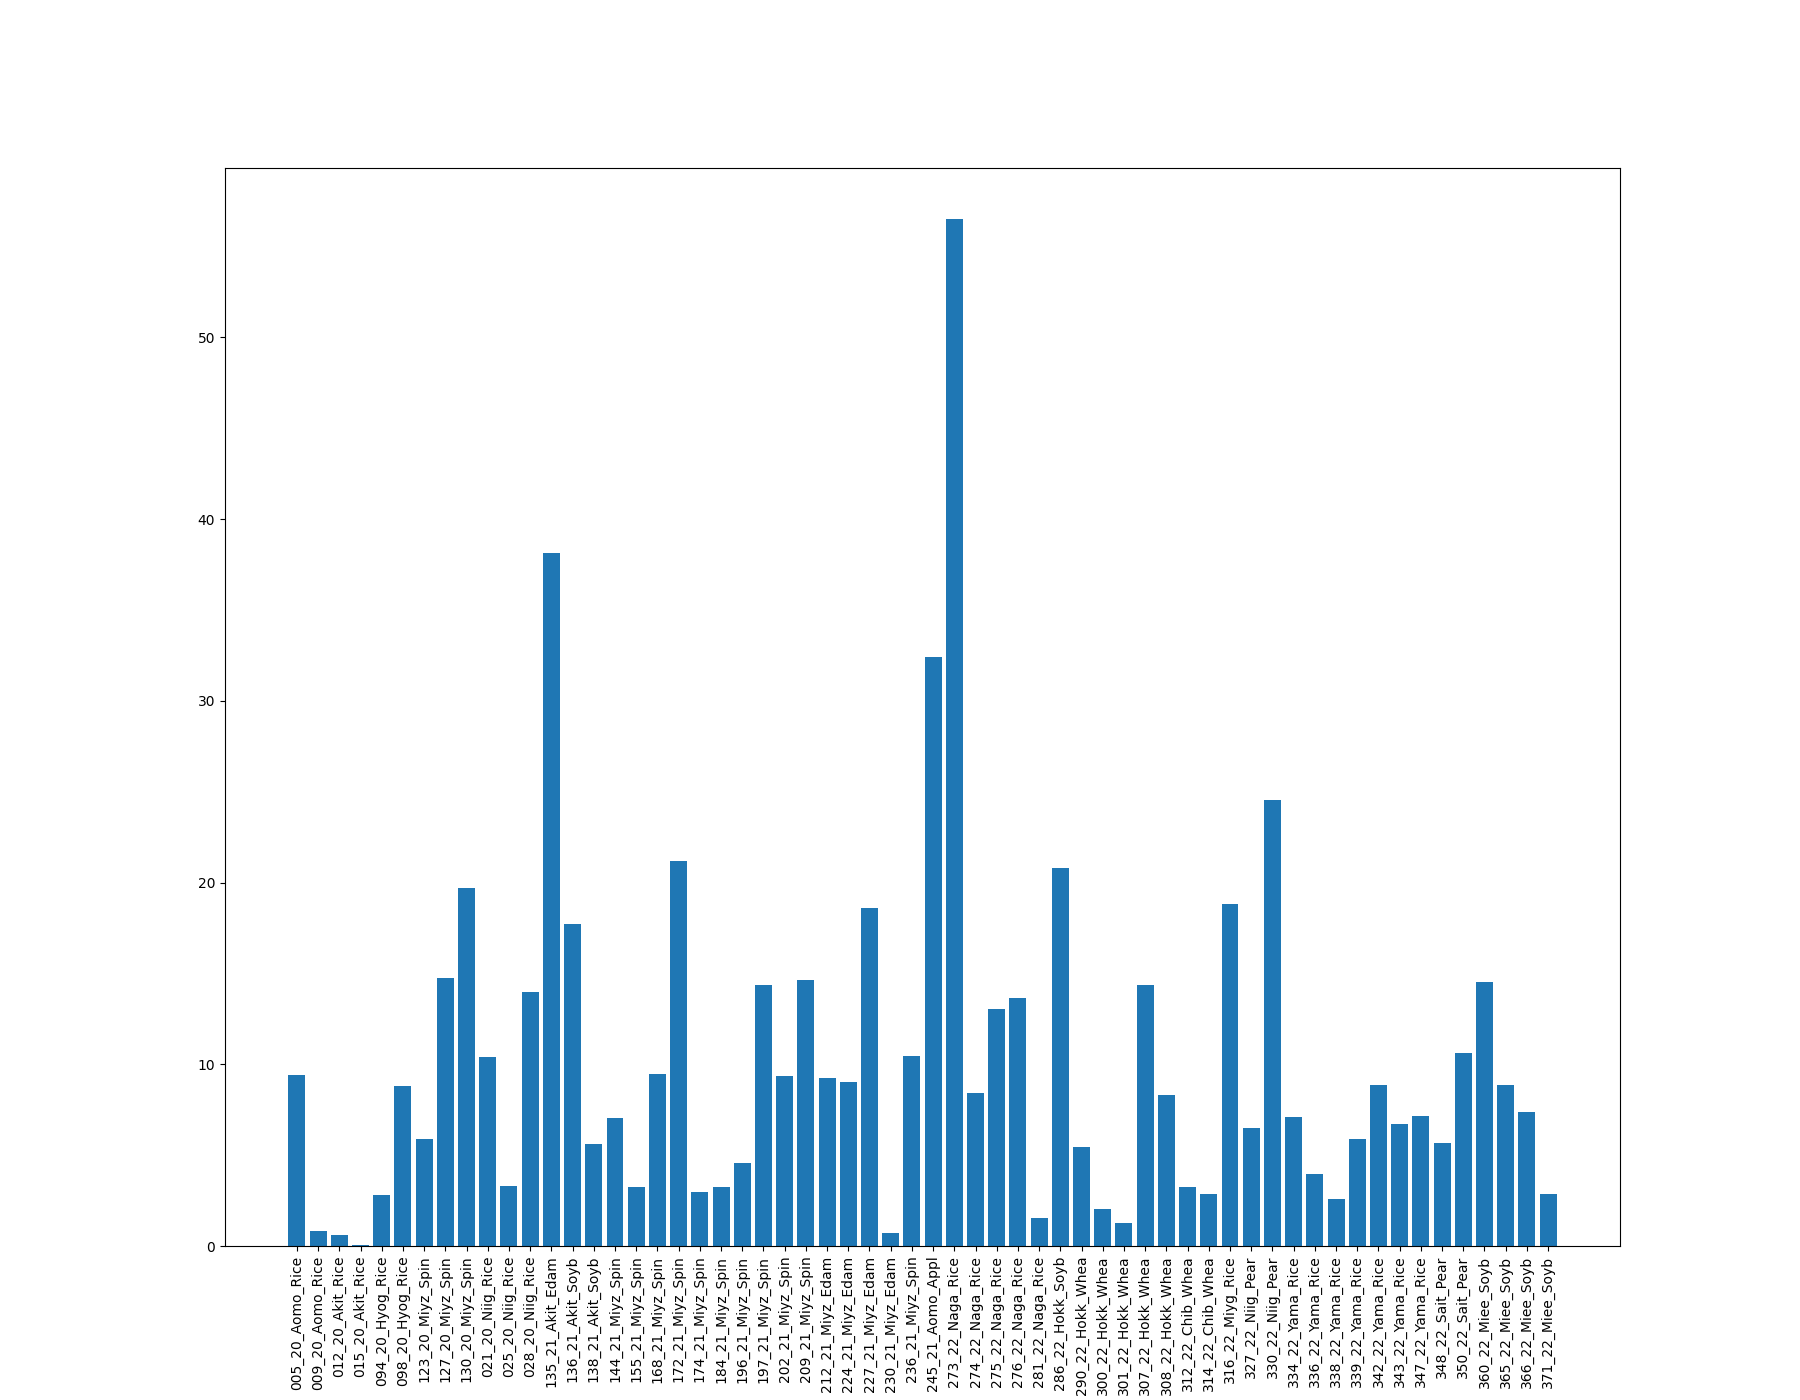 50
40
30
20
10
0
005_20_Aomo_Rice
009_20_Aomo_Rice
012_20_Akit_Rice
015_20_Akit_Rice
094_20_Hyog_Rice
098_20_Hyog_Rice
123_20_Miyz_Spin
127_20_Miyz_Spin
130_20_Miyz_Spin
021_20_Niig_Rice
025_20_Niig_Rice
028_20_Niig_Rice
135_21_Akit_Edam
136_21_Akit_Soyb
138_21_Akit_Soyb
144_21_Miyz_Spin
155_21_Miyz_Spin
168_21_Miyz_Spin
172_21_Miyz_Spin
174_21_Miyz_Spin
184_21_Miyz_Spin
196_21_Miyz_Spin
197_21_Miyz_Spin
202_21_Miyz_Spin
209_21_Miyz_Spin
212_21_Miyz_Edam
224_21_Miyz_Edam
227_21_Miyz_Edam
230_21_Miyz_Edam
236_21_Miyz_Spin
245_21_Aomo_Appl
273_22_Naga_Rice
274_22_Naga_Rice
275_22_Naga_Rice
276_22_Naga_Rice
281_22_Naga_Rice
286_22_Hokk_Soyb
290_22_Hokk_Whea
300_22_Hokk_Whea
301_22_Hokk_Whea
307_22_Hokk_Whea
308_22_Hokk_Whea
312_22_Chib_Whea
314_22_Chib_Whea
316_22_Miyg_Rice
327_22_Niig_Pear
330_22_Niig_Pear
334_22_Yama_Rice
336_22_Yama_Rice
338_22_Yama_Rice
339_22_Yama_Rice
342_22_Yama_Rice
343_22_Yama_Rice
347_22_Yama_Rice
348_22_Sait_Pear
350_22_Sait_Pear
360_22_Miee_Soyb
365_22_Miee_Soyb
366_22_Miee_Soyb
371_22_Miee_Soyb